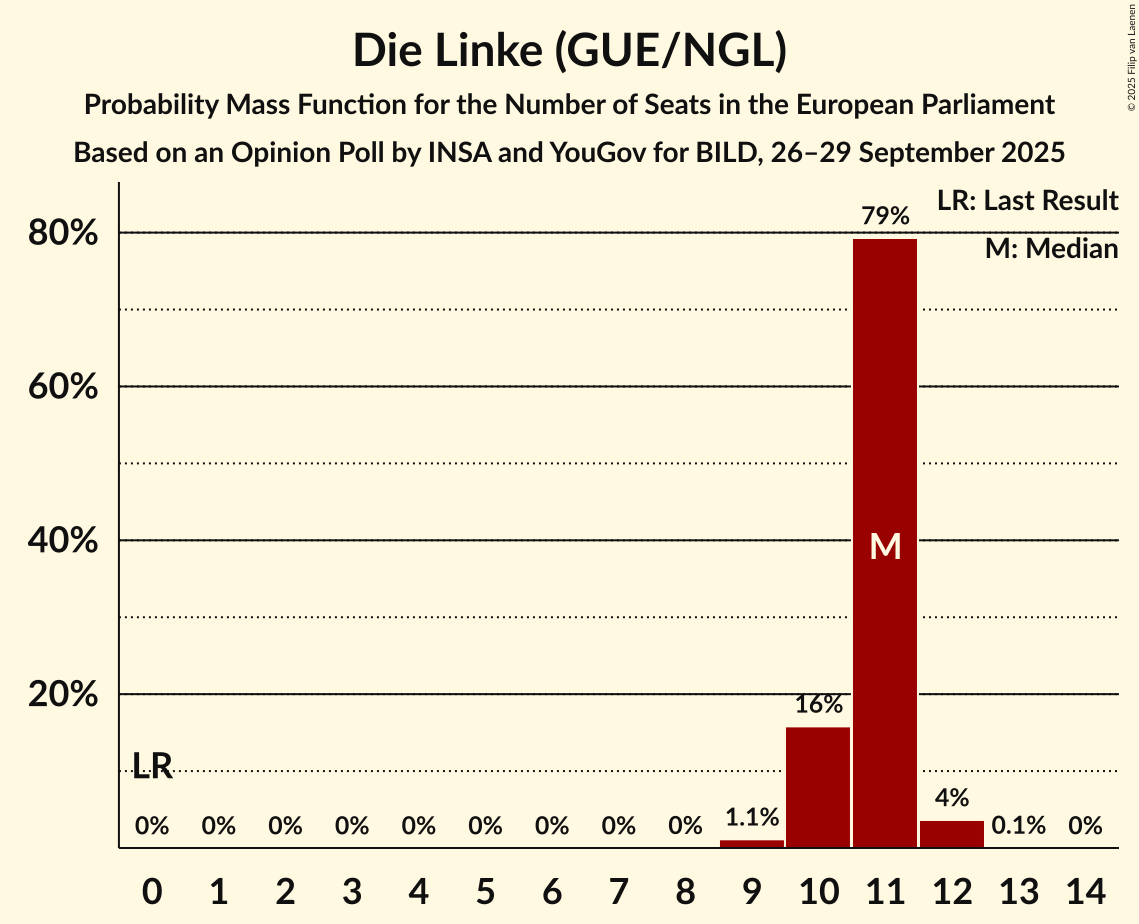 Die Linke (GUE/NGL)
Probability Mass Function for the Number of Seats in the European Parliament
Based on an Opinion Poll by INSA and YouGov for BILD, 26–29 September 2025
© 2025 Filip van Laenen
LR: Last Result
M: Median
80%
60%
40%
20%
79%
M
16%
LR
0% 0% 0% 0% 0% 0% 0% 0% 0% 1.1% 4% 0.1% 0%
0 1 2 3 4 5 6 7 8 9 10 11 12 13 14